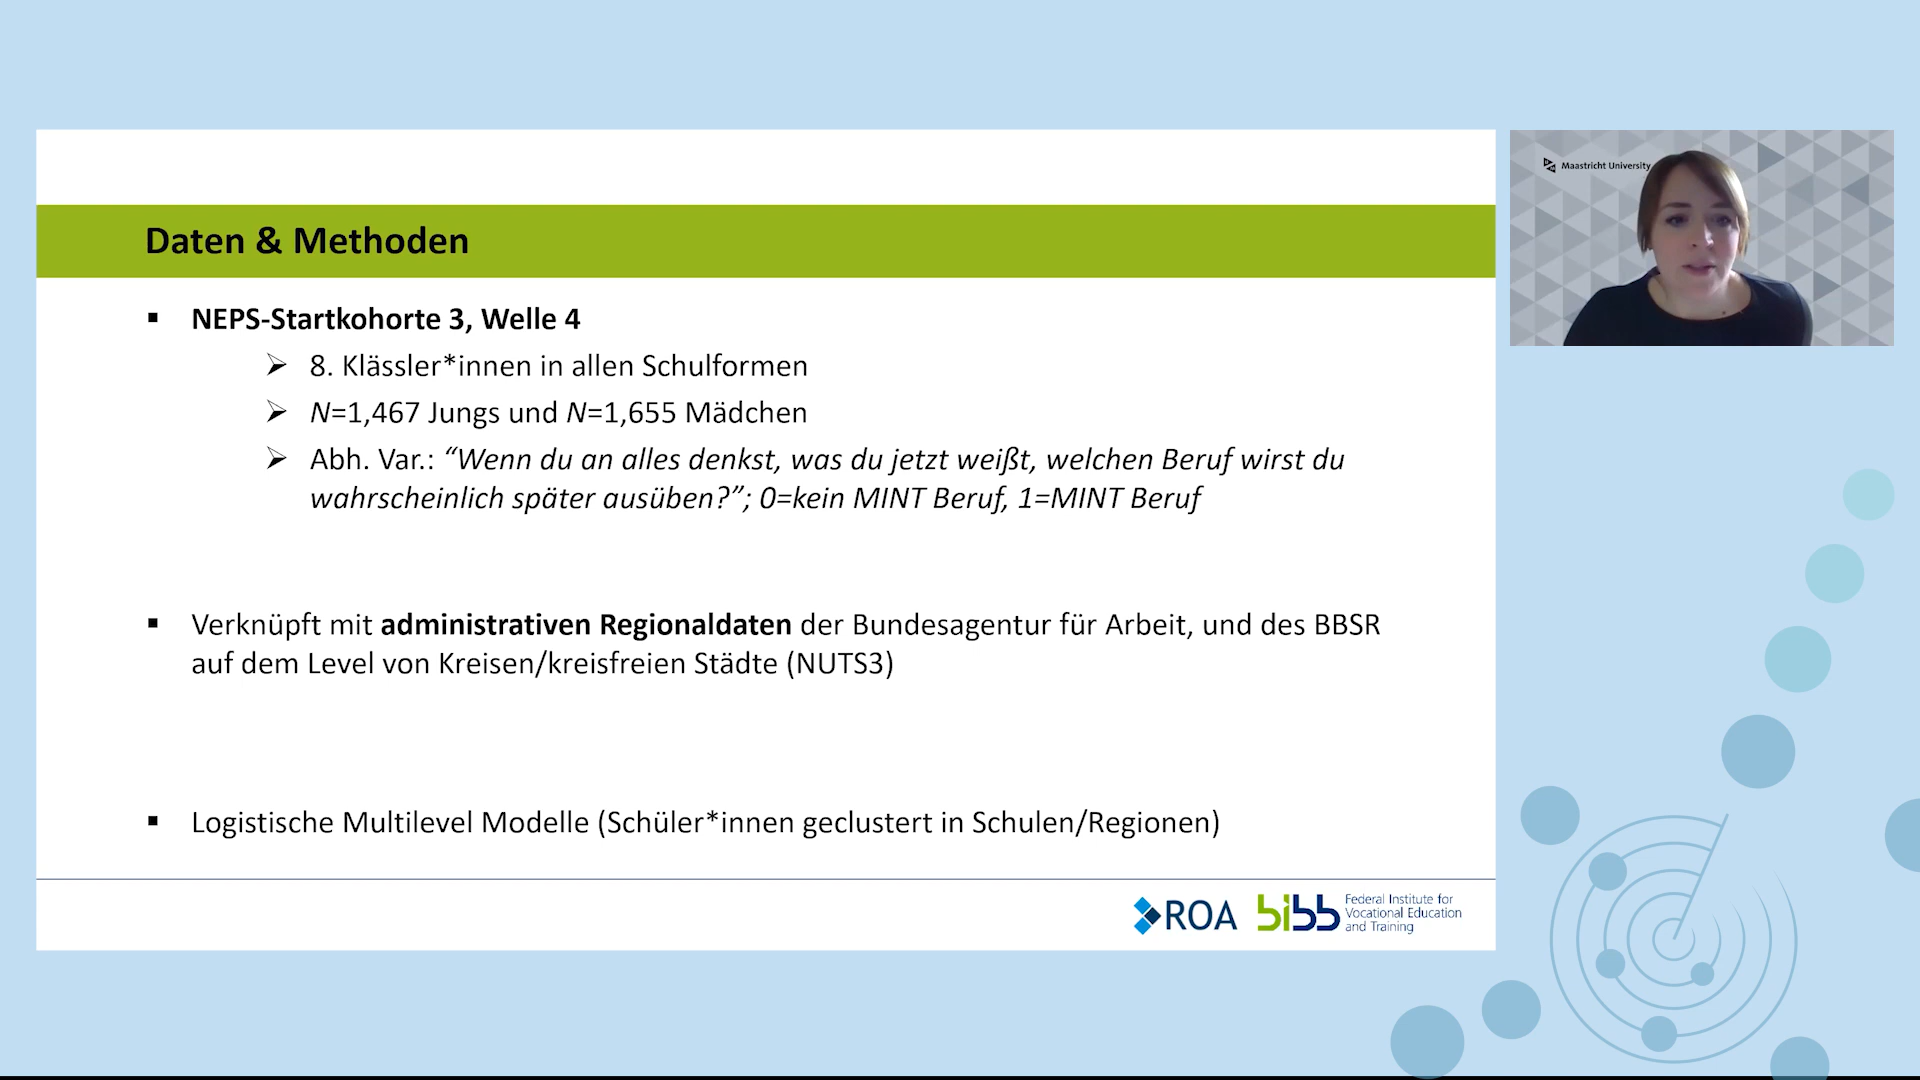 Daten & Methoden
NEPS-Startkohorte 3, Welle 4
8. Klässler*innen in allen Schulformen
N=1,467 Jungs und N=1,655 Mädchen
Abh. Var.: “Wenn du an alles denkst, was du jetzt weißt, welchen Beruf wirst du
wahrscheinlich später ausüben?”; 0=kein MINT Beruf, 1=MINT Beruf
Verknüpft mit administrativen Regionaldaten der Bundesagentur für Arbeit, und des BBSR
auf dem Level von Kreisen/kreisfreien Städte (NUTS3)
Logistische Multilevel Modelle (Schüler*innen geclustert in Schulen/Regionen)
ROA
bibb
Federal Institute for
Vocational Education
and Training
Maastricht University